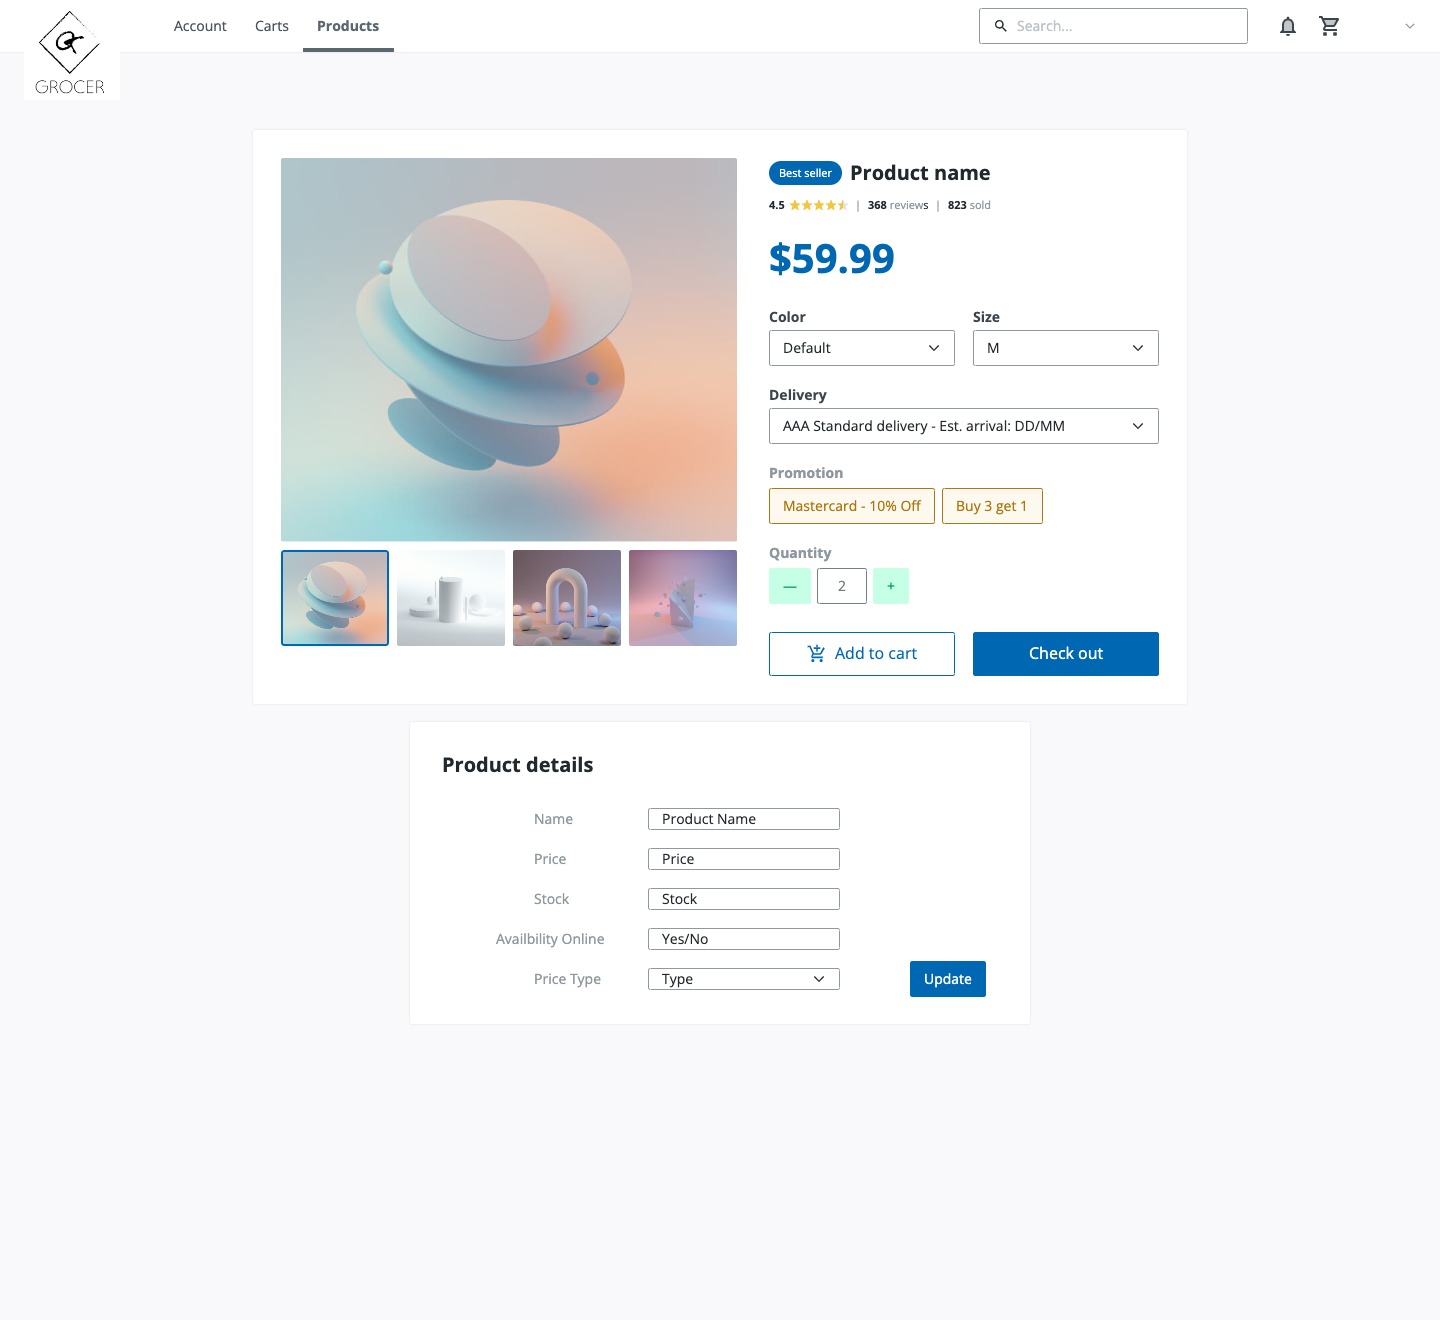 Account Carts Products Search...
GROCER
Best seller Product name
4.5 | 368 reviews | 823 sold
$59.99
Color Size
Default M
Delivery
AAA Standard delivery - Est. arrival: DD/MM
Promotion
Mastercard - 10% Off Buy 3 get 1
Quantity
— 2 +
Add to cart Check out
Product details
Name Product Name
Price Price
Stock Stock
Availbility Online Yes/No
Price Type Type Update